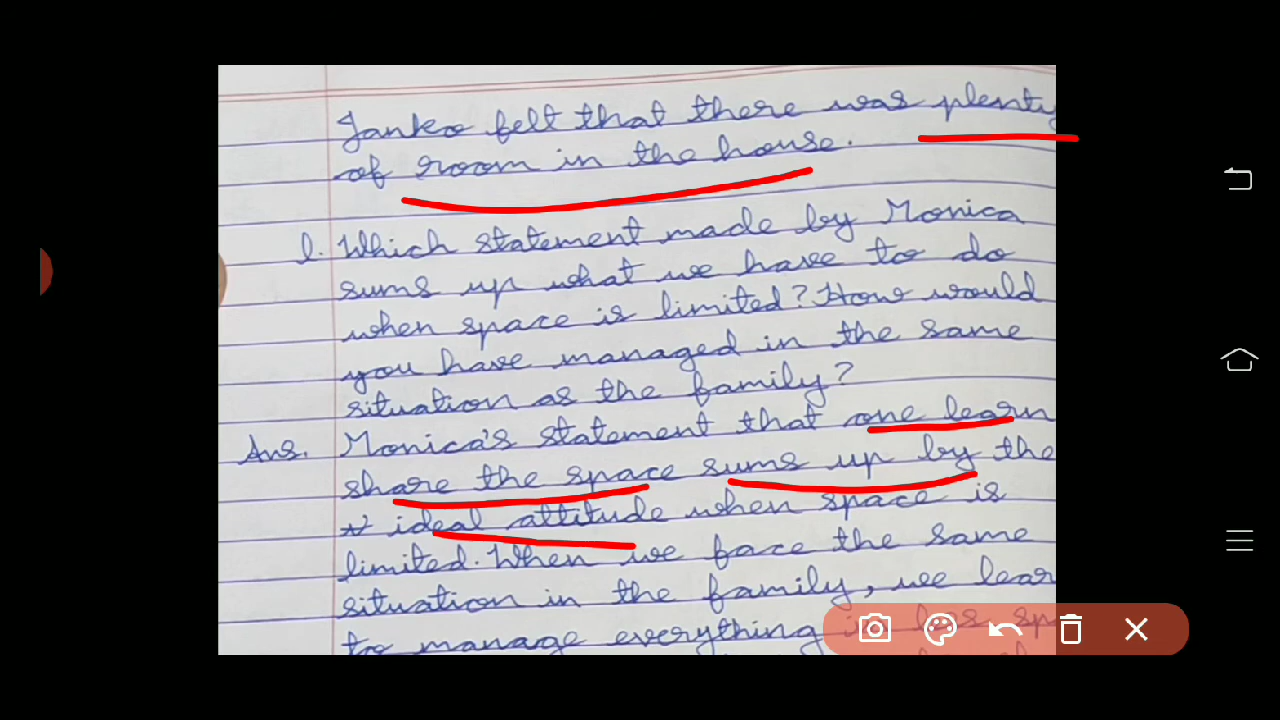 Janko felt that there was plenty
of room in the house.
l. Which statement made by Monica
sums up what we have to do
when space is limited? How would
you have managed in the same
situation as the family?
Ans. Monica's statement that one learn
share the space sums up by the
ideal attitude when space is
limited. When we face the same
situation in the family, we lear
to manage everything in less sp